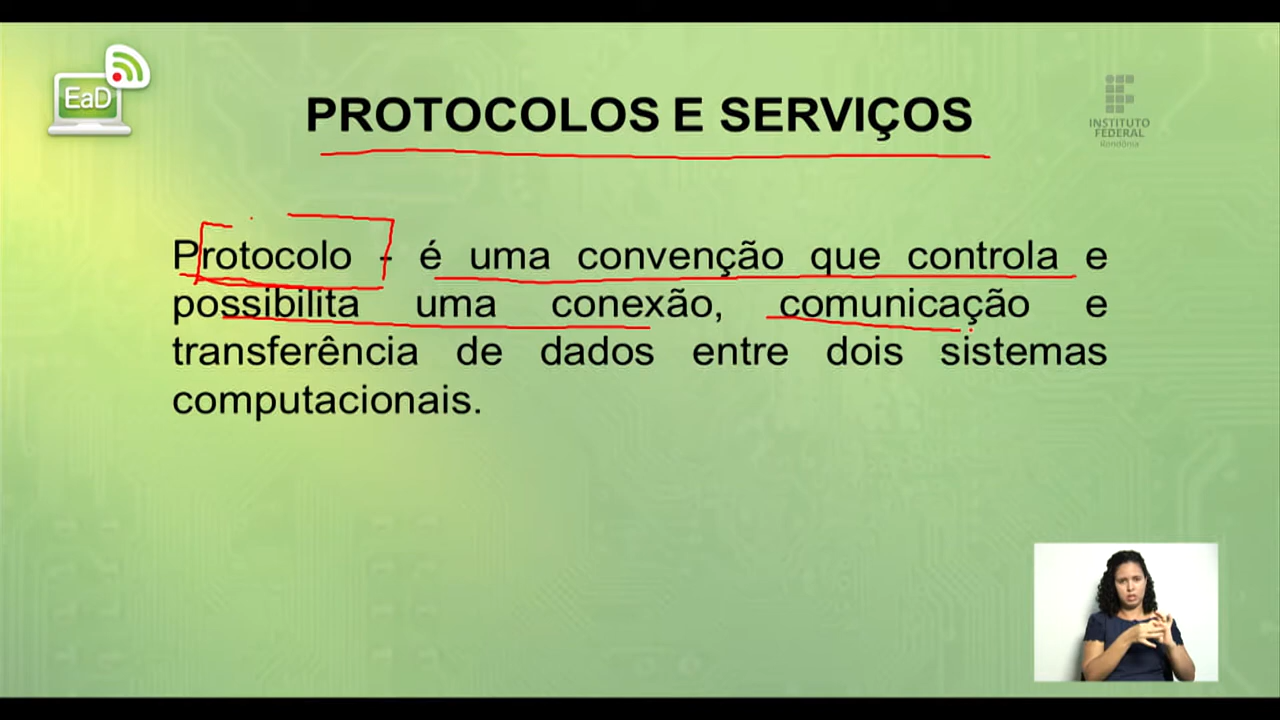 EaD
PROTOCOLOS E SERVIÇOS
INSTITUTO
FEDERAL
Rondônia
Protocolo - é uma convenção que controla e
possibilita uma conexão, comunicação e
transferência de dados entre dois sistemas
computacionais.